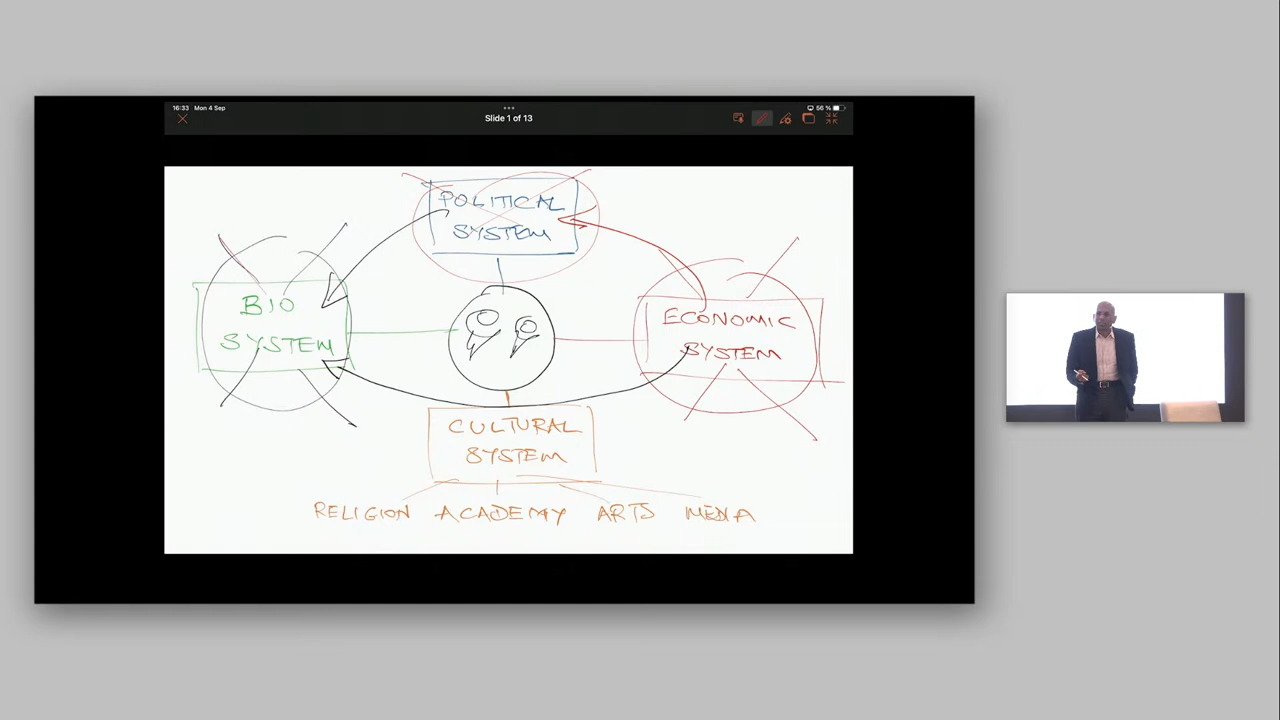 16:33 Mon 4 Sep
56 %
Slide 1 of 13
POLITICAL
SYSTEM
BIO
SYSTEM
ECONOMIC
SYSTEM
CULTURAL
SYSTEM
RELIGION ACADEMY ARTS MEDIA